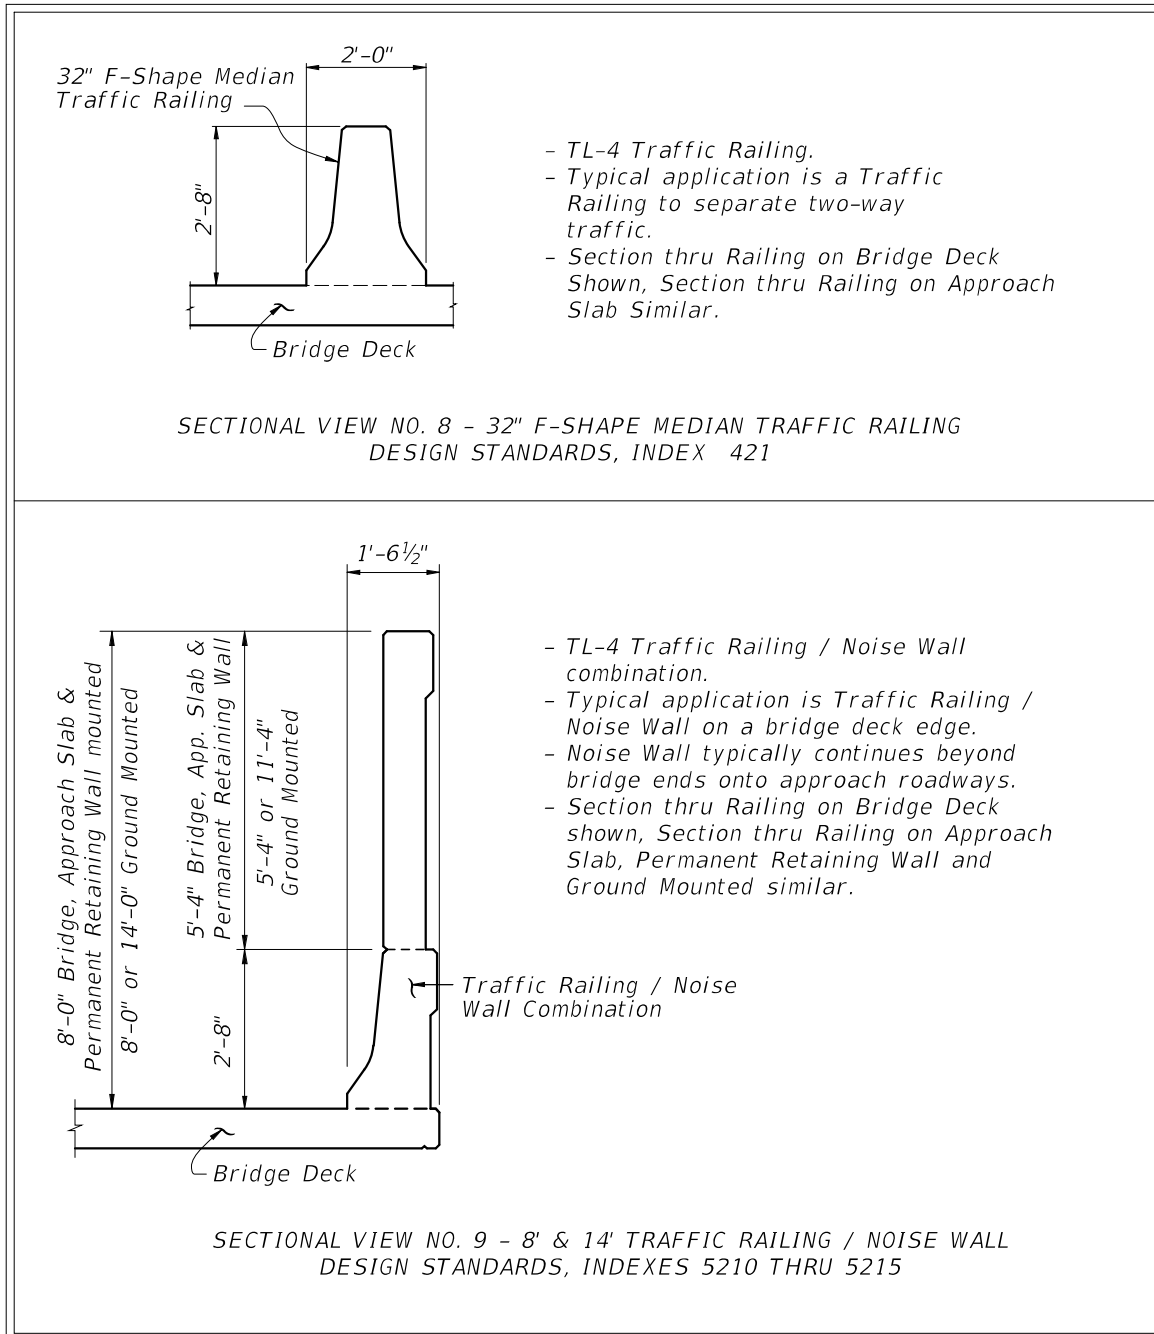 2'-0"
32" F-Shape Median
Traffic Railing
2'-8"
Bridge Deck
- TL-4 Traffic Railing.
- Typical application is a Traffic
Railing to separate two-way
traffic.
- Section thru Railing on Bridge Deck
Shown, Section thru Railing on Approach
Slab Similar.
SECTIONAL VIEW NO. 8 - 32" F-SHAPE MEDIAN TRAFFIC RAILING
DESIGN STANDARDS, INDEX 421
1'-6½"
8'-0" Bridge, Approach Slab &
Permanent Retaining Wall mounted
8'-0" or 14'-0" Ground Mounted
5'-4" Bridge, App. Slab &
Permanent Retaining Wall
5'-4" or 11'-4"
Ground Mounted
2'-8"
Traffic Railing / Noise
Wall Combination
Bridge Deck
- TL-4 Traffic Railing / Noise Wall
combination.
- Typical application is Traffic Railing /
Noise Wall on a bridge deck edge.
- Noise Wall typically continues beyond
bridge ends onto approach roadways.
- Section thru Railing on Bridge Deck
shown, Section thru Railing on Approach
Slab, Permanent Retaining Wall and
Ground Mounted similar.
SECTIONAL VIEW NO. 9 - 8' & 14' TRAFFIC RAILING / NOISE WALL
DESIGN STANDARDS, INDEXES 5210 THRU 5215